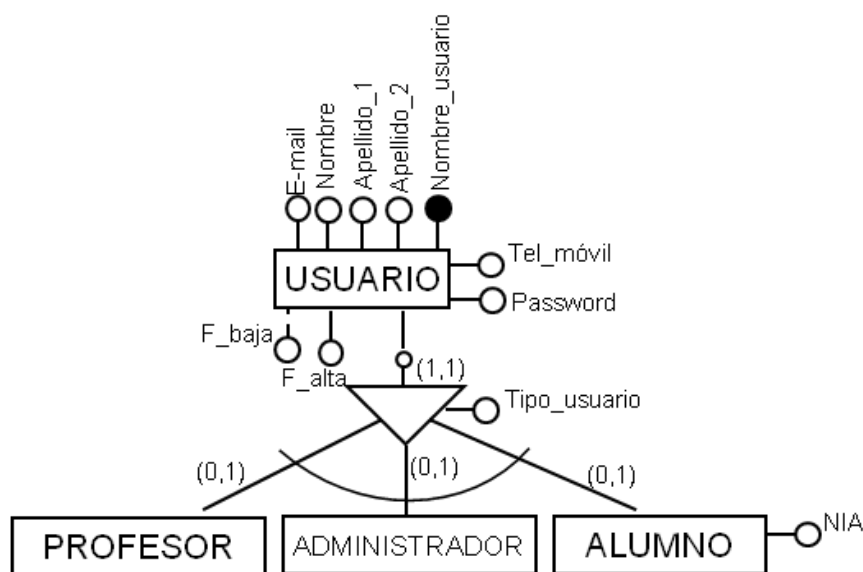 E-mail
Nombre
Apellido_1
Apellido_2
Nombre_usuario
Tel_móvil
USUARIO
Password
F_baja
F_alta
(1,1)
Tipo_usuario
(0,1)
(0,1)
(0,1)
NIA
PROFESOR
ADMINISTRADOR
ALUMNO